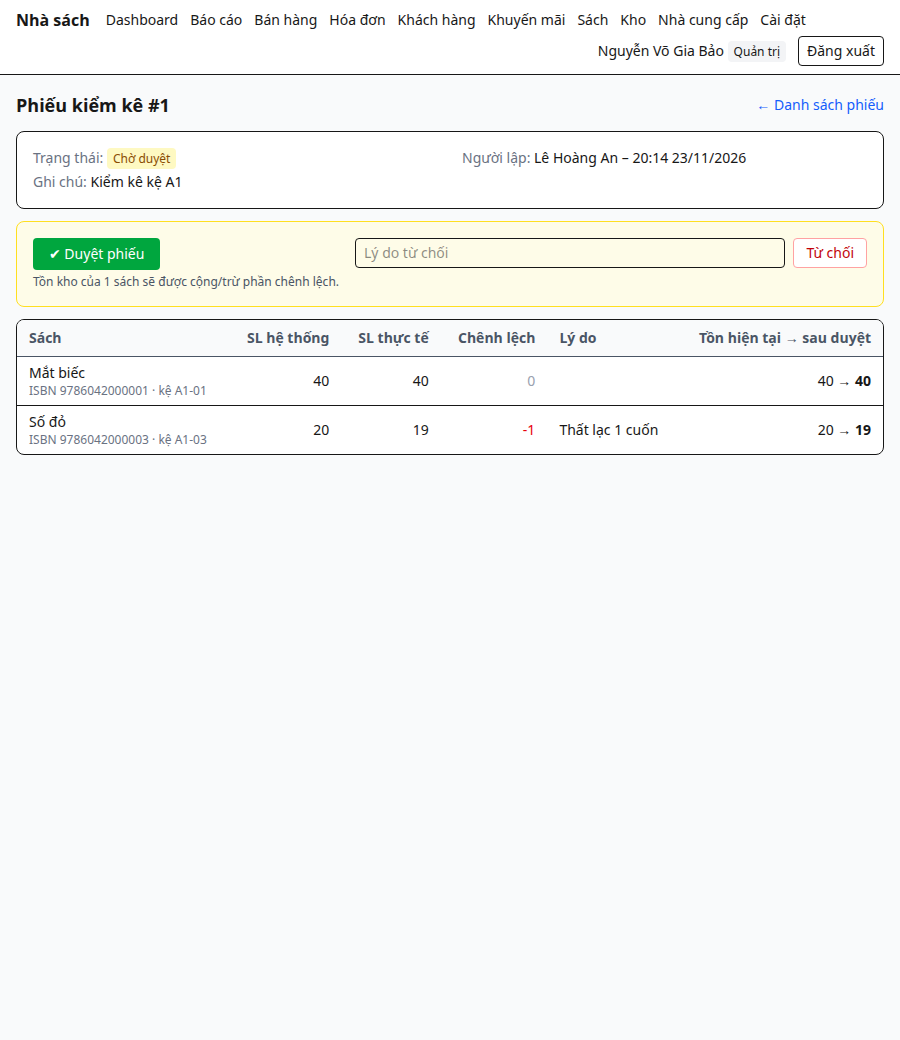 Nhà sách Dashboard Báo cáo Bán hàng Hóa đơn Khách hàng Khuyến mãi Sách Kho Nhà cung cấp Cài đặt
Nguyễn Võ Gia Bảo Quản trị Đăng xuất
Phiếu kiểm kê #1 ← Danh sách phiếu
Trạng thái: Chờ duyệt Người lập: Lê Hoàng An – 20:14 23/11/2026
Ghi chú: Kiểm kê kệ A1
✔ Duyệt phiếu Lý do từ chối Từ chối
Tồn kho của 1 sách sẽ được cộng/trừ phần chênh lệch.
Sách SL hệ thống SL thực tế Chênh lệch Lý do Tồn hiện tại → sau duyệt
Mắt biếc
ISBN 9786042000001 · kệ A1-01 40 40 0 40 → 40
Số đỏ
ISBN 9786042000003 · kệ A1-03 20 19 -1 Thất lạc 1 cuốn 20 → 19